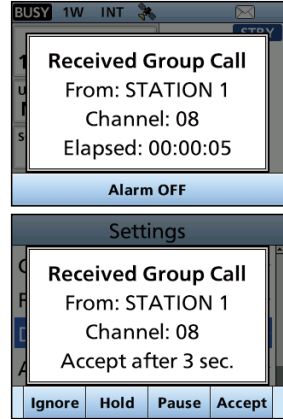 BUSY 1W INT
STBY
Received Group Call
From: STATION 1
Channel: 08
Elapsed: 00:00:05
Alarm OFF
Settings
Received Group Call
From: STATION 1
Channel: 08
Accept after 3 sec.
Ignore Hold Pause Accept